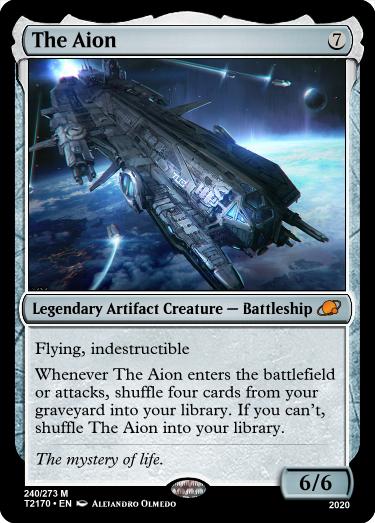 The Aion 7
Legendary Artifact Creature — Battleship
Flying, indestructible
Whenever The Aion enters the battlefield
or attacks, shuffle four cards from your
graveyard into your library. If you can't,
shuffle The Aion into your library.
The mystery of life.
6/6
240/273 M
T2170 • EN Alejandro Olmedo
2020